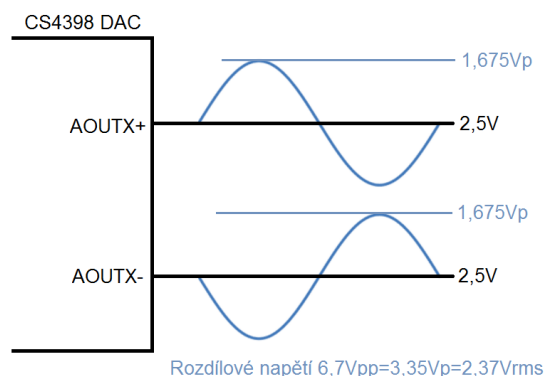 CS4398 DAC
1,675Vp
AOUTX+
2,5V
1,675Vp
AOUTX-
2,5V
Rozdílové napětí 6,7Vpp=3,35Vp=2,37Vrms